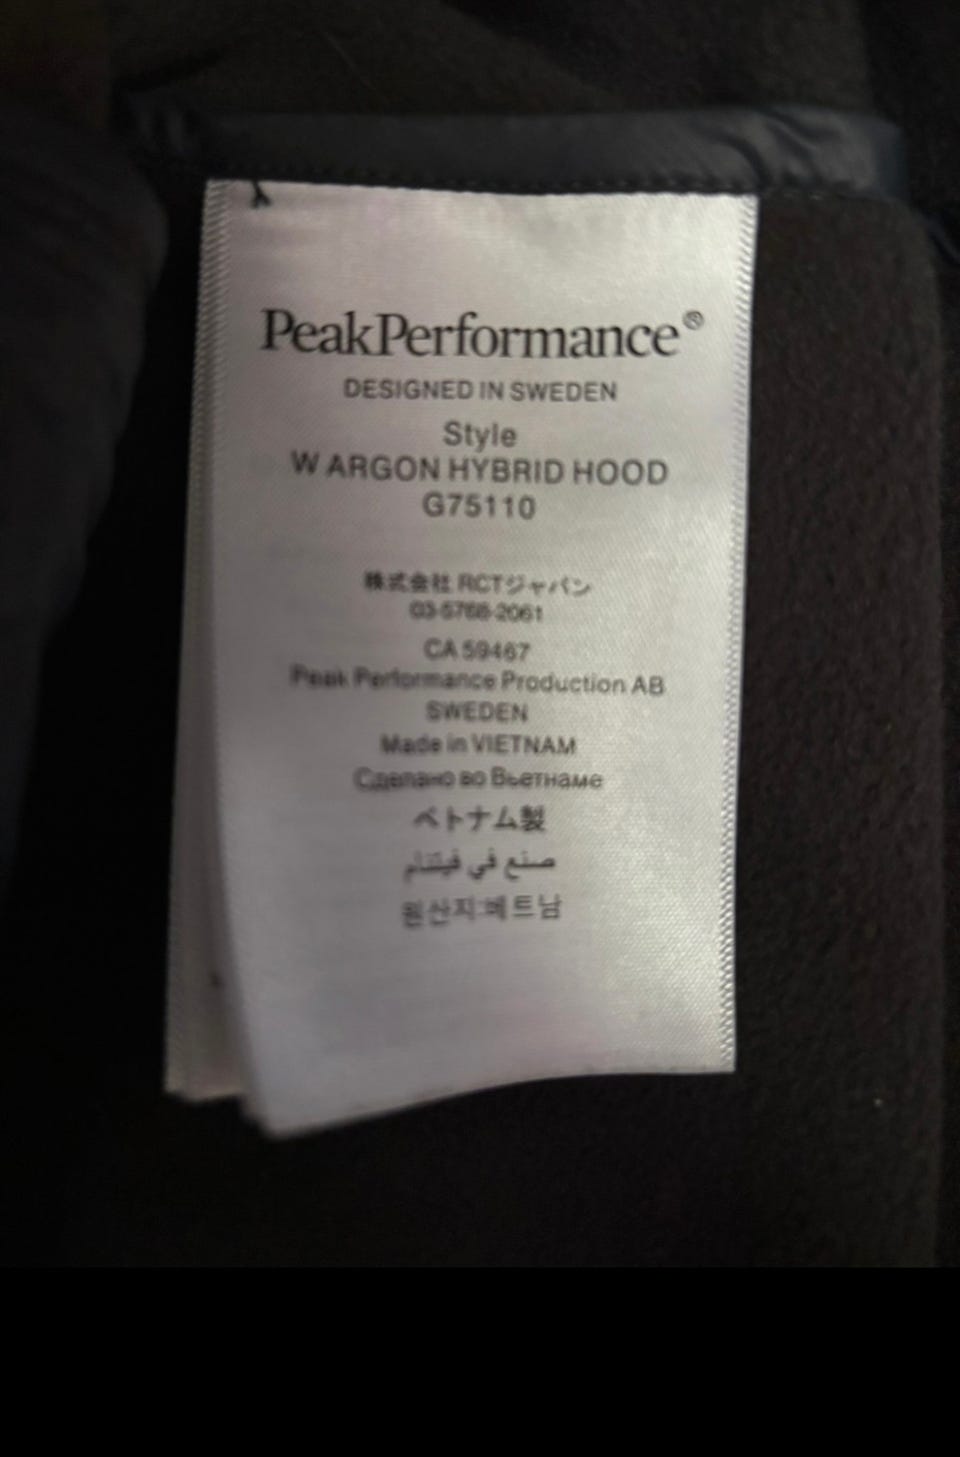 PeakPerformance®
DESIGNED IN SWEDEN
Style
W ARGON HYBRID HOOD
G75110
株式会社 RCTジャパン
03-5768-2061
CA 59467
Peak Performance Production AB
SWEDEN
Made in VIETNAM
Сделано во Вьетнаме
ベトナム製
صنع في فيتنام
원산지:베트남